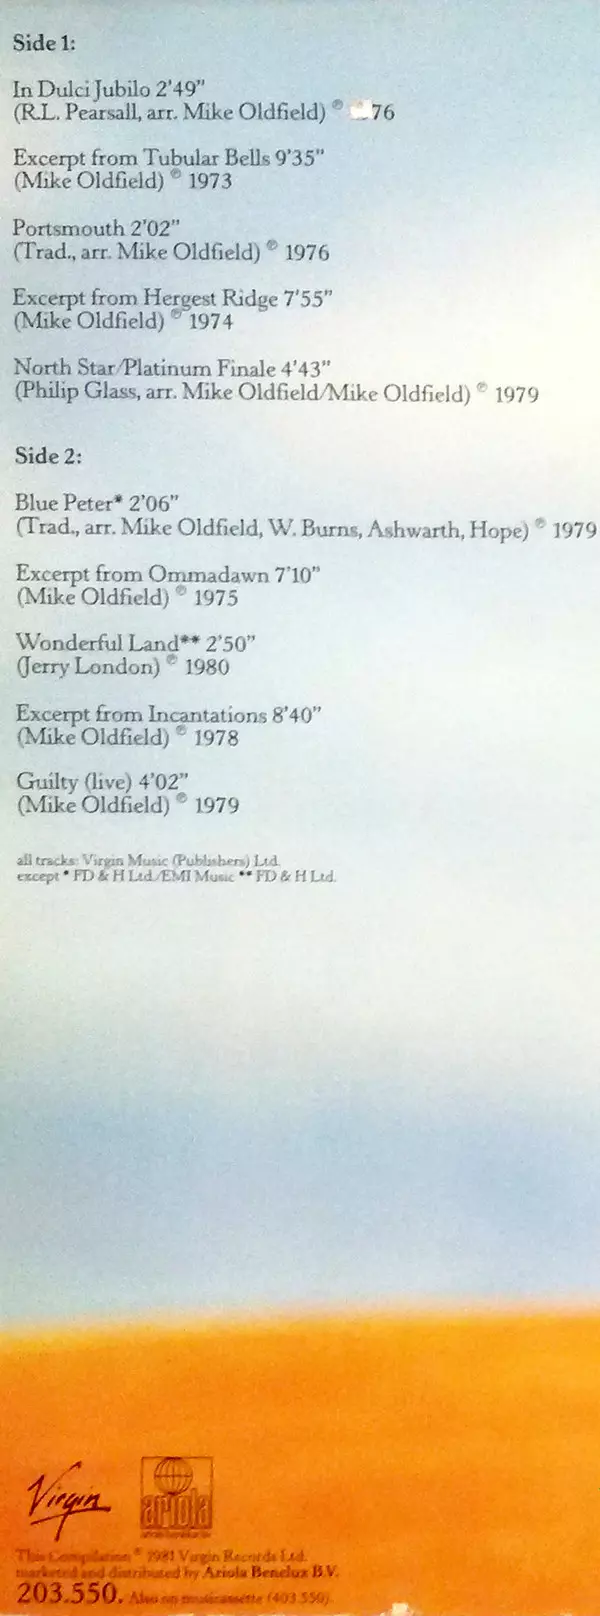 Side 1:
In Dulci Jubilo 2'49"
(R.L. Pearsall, arr. Mike Oldfield) ℗ 76
Excerpt from Tubular Bells 9'35"
(Mike Oldfield) ℗ 1973
Portsmouth 2'02"
(Trad., arr. Mike Oldfield) ℗ 1976
Excerpt from Hergest Ridge 7'55"
(Mike Oldfield) ℗ 1974
North Star/Platinum Finale 4'43"
(Philip Glass, arr. Mike Oldfield/Mike Oldfield) ℗ 1979
Side 2:
Blue Peter* 2'06"
(Trad., arr. Mike Oldfield, W. Burns, Ashwarth, Hope) ℗ 1979
Excerpt from Ommadawn 7'10"
(Mike Oldfield) ℗ 1975
Wonderful Land** 2'50"
(Jerry London) ℗ 1980
Excerpt from Incantations 8'40"
(Mike Oldfield) ℗ 1978
Guilty (live) 4'02"
(Mike Oldfield) ℗ 1979
all tracks: Virgin Music (Publishers) Ltd.
except * FD & H Ltd./EMI Music ** FD & H Ltd.
Virgin
ariola
This Compilation ℗ 1981 Virgin Records Ltd.
marketed and distributed by Ariola Benelux B.V.
203.550. Also on musicassette (403.550).